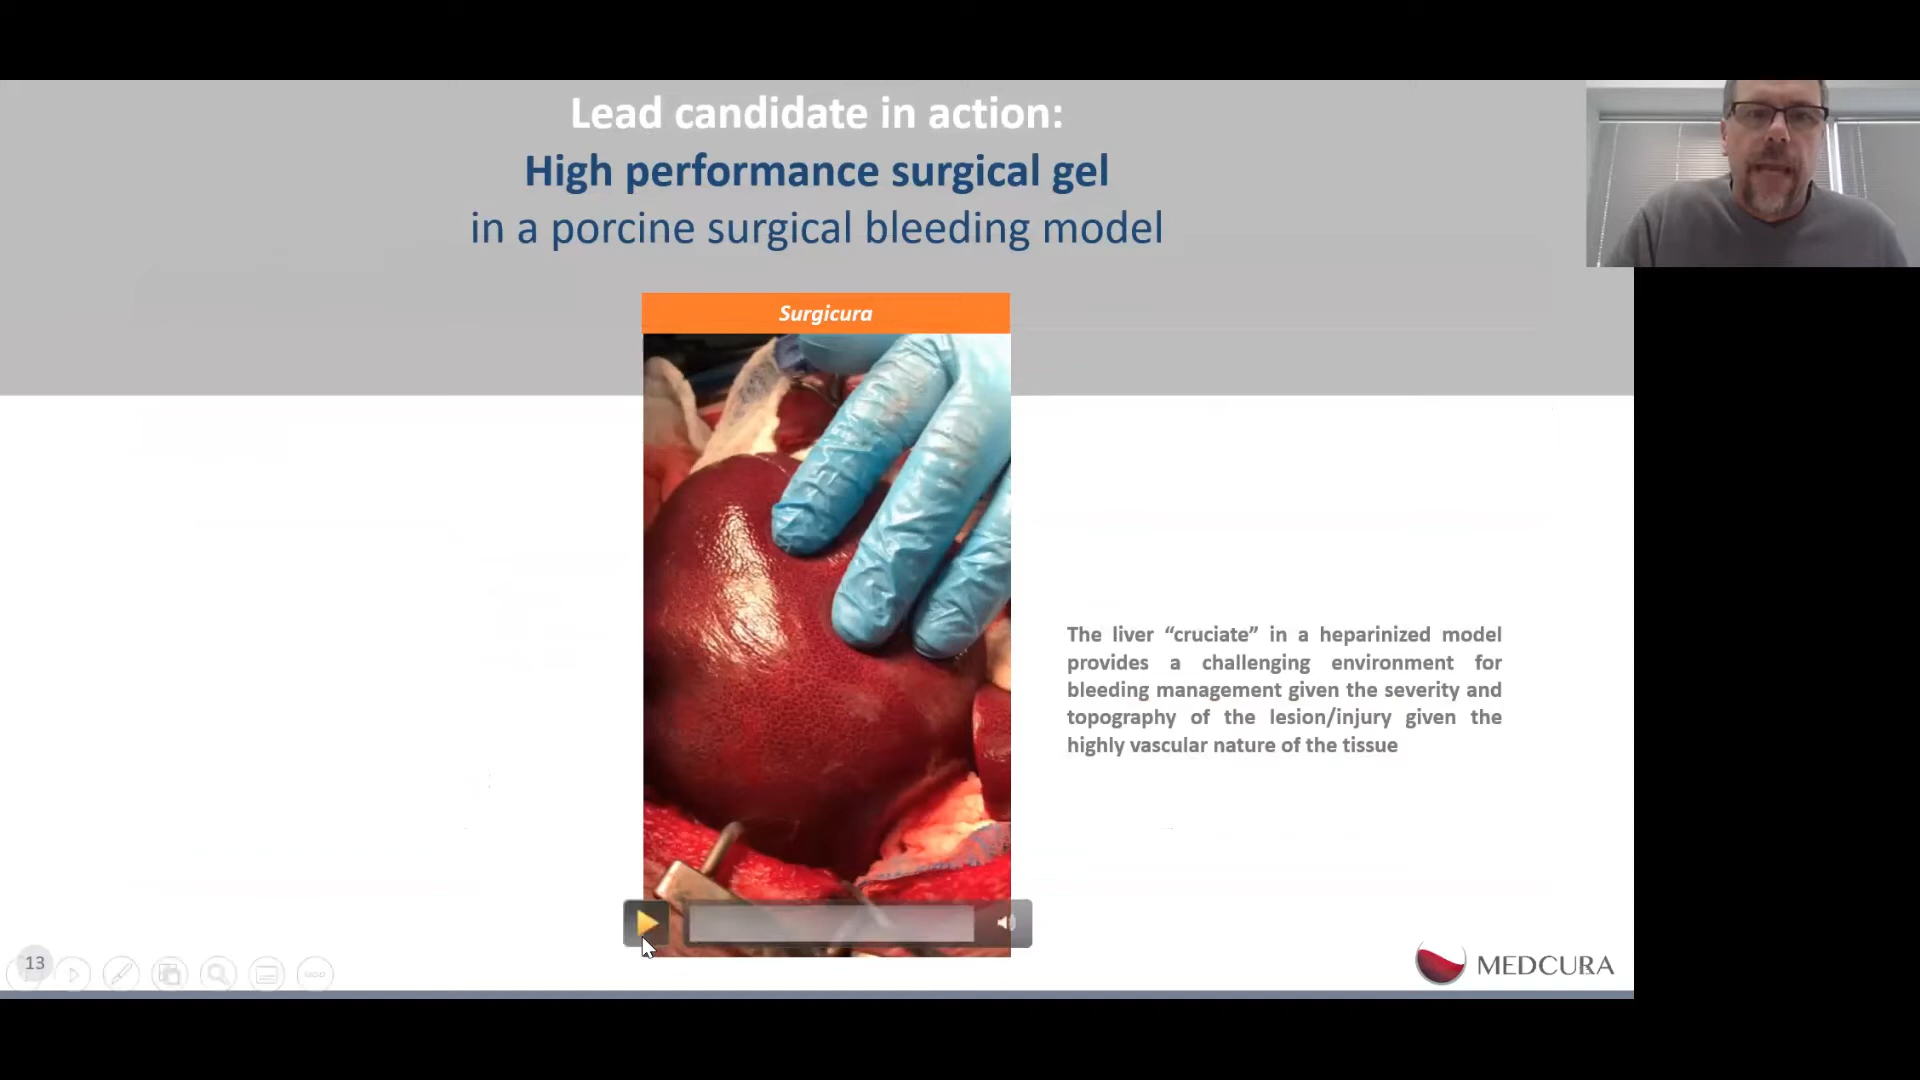 Lead candidate in action:
High performance surgical gel
in a porcine surgical bleeding model
Surgicura
The liver “cruciate” in a heparinized model
provides a challenging environment for
bleeding management given the severity and
topography of the lesion/injury given the
highly vascular nature of the tissue
13
MEDCURA